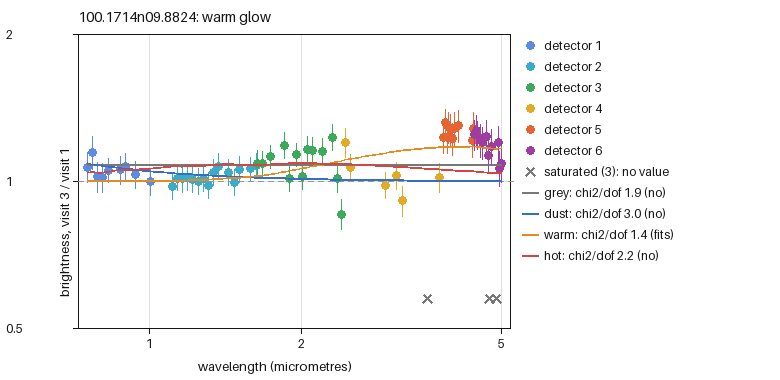 100.1714n09.8824: warm glow
2
1
0.5
brightness, visit 3 / visit 1
1
2
5
wavelength (micrometres)
detector 1
detector 2
detector 3
detector 4
detector 5
detector 6
saturated (3): no value
grey: chi2/dof 1.9 (no)
dust: chi2/dof 3.0 (no)
warm: chi2/dof 1.4 (fits)
hot: chi2/dof 2.2 (no)